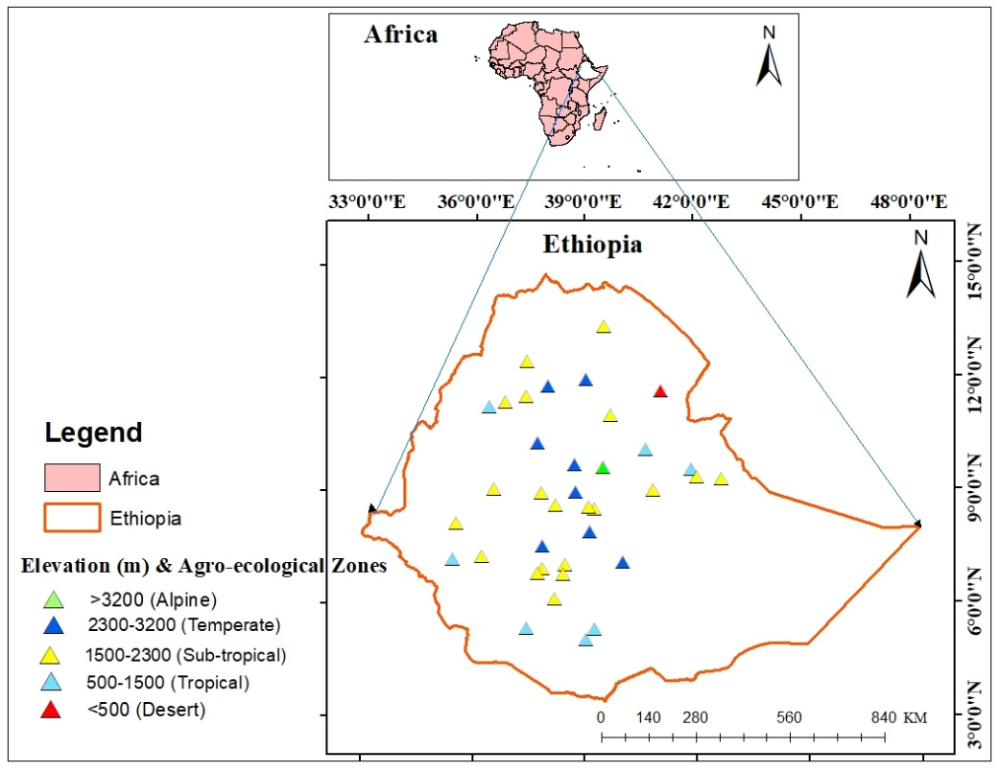 Africa
N
33°0'0"E 36°0'0"E 39°0'0"E 42°0'0"E 45°0'0"E 48°0'0"E
Ethiopia
N
15°0'0"N
12°0'0"N
9°0'0"N
6°0'0"N
3°0'0"N
Legend
Africa
Ethiopia
Elevation (m) & Agro-ecological Zones
>3200 (Alpine)
2300-3200 (Temperate)
1500-2300 (Sub-tropical)
500-1500 (Tropical)
<500 (Desert)
0 140 280 560 840 KM